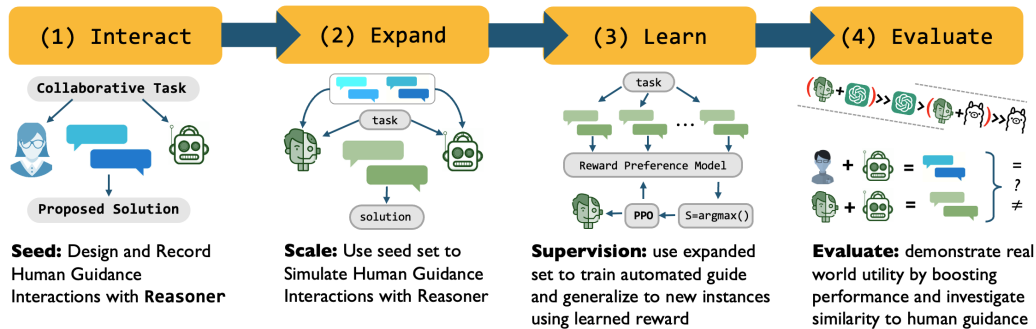 (1) Interact
(2) Expand
(3) Learn
(4) Evaluate
Collaborative Task
Proposed Solution
Seed: Design and Record
Human Guidance
Interactions with Reasoner
task
solution
Scale: Use seed set to
Simulate Human Guidance
Interactions with Reasoner
task
...
Reward Preference Model
PPO
S=argmax()
Supervision: use expanded
set to train automated guide
and generalize to new instances
using learned reward
( + ) >> > ( + ) >>
+ =
+ =
=
?
≠
Evaluate: demonstrate real
world utility by boosting
performance and investigate
similarity to human guidance